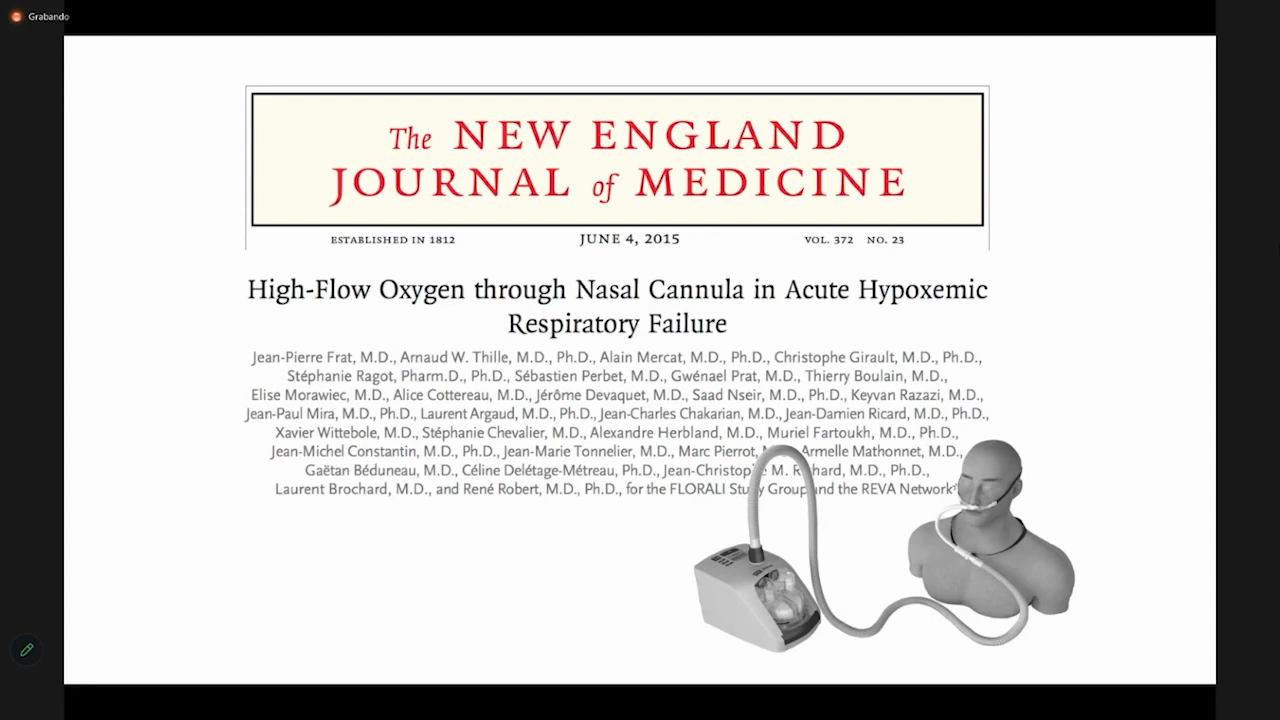 Grabando
The NEW ENGLAND
JOURNAL of MEDICINE
ESTABLISHED IN 1812 JUNE 4, 2015 VOL. 372 NO. 23
High-Flow Oxygen through Nasal Cannula in Acute Hypoxemic
Respiratory Failure
Jean-Pierre Frat, M.D., Arnaud W. Thille, M.D., Ph.D., Alain Mercat, M.D., Ph.D., Christophe Girault, M.D., Ph.D.,
Stéphanie Ragot, Pharm.D., Ph.D., Sébastien Perbet, M.D., Gwénael Prat, M.D., Thierry Boulain, M.D.,
Elise Morawiec, M.D., Alice Cottereau, M.D., Jérôme Devaquet, M.D., Saad Nseir, M.D., Ph.D., Keyvan Razazi, M.D.,
Jean-Paul Mira, M.D., Ph.D., Laurent Argaud, M.D., Ph.D., Jean-Charles Chakarian, M.D., Jean-Damien Ricard, M.D., Ph.D.,
Xavier Wittebole, M.D., Stéphanie Chevalier, M.D., Alexandre Herbland, M.D., Muriel Fartoukh, M.D., Ph.D.,
Jean-Michel Constantin, M.D., Ph.D., Jean-Marie Tonnelier, M.D., Marc Pierrot, Armelle Mathonnet, M.D.,
Gaëtan Béduneau, M.D., Céline Delétage-Métreau, Ph.D., M. M.D., Ph.D.,
Laurent Brochard, M.D., and René Robert, M.D., Ph.D., for the FLORALI Group and the REVA Network*